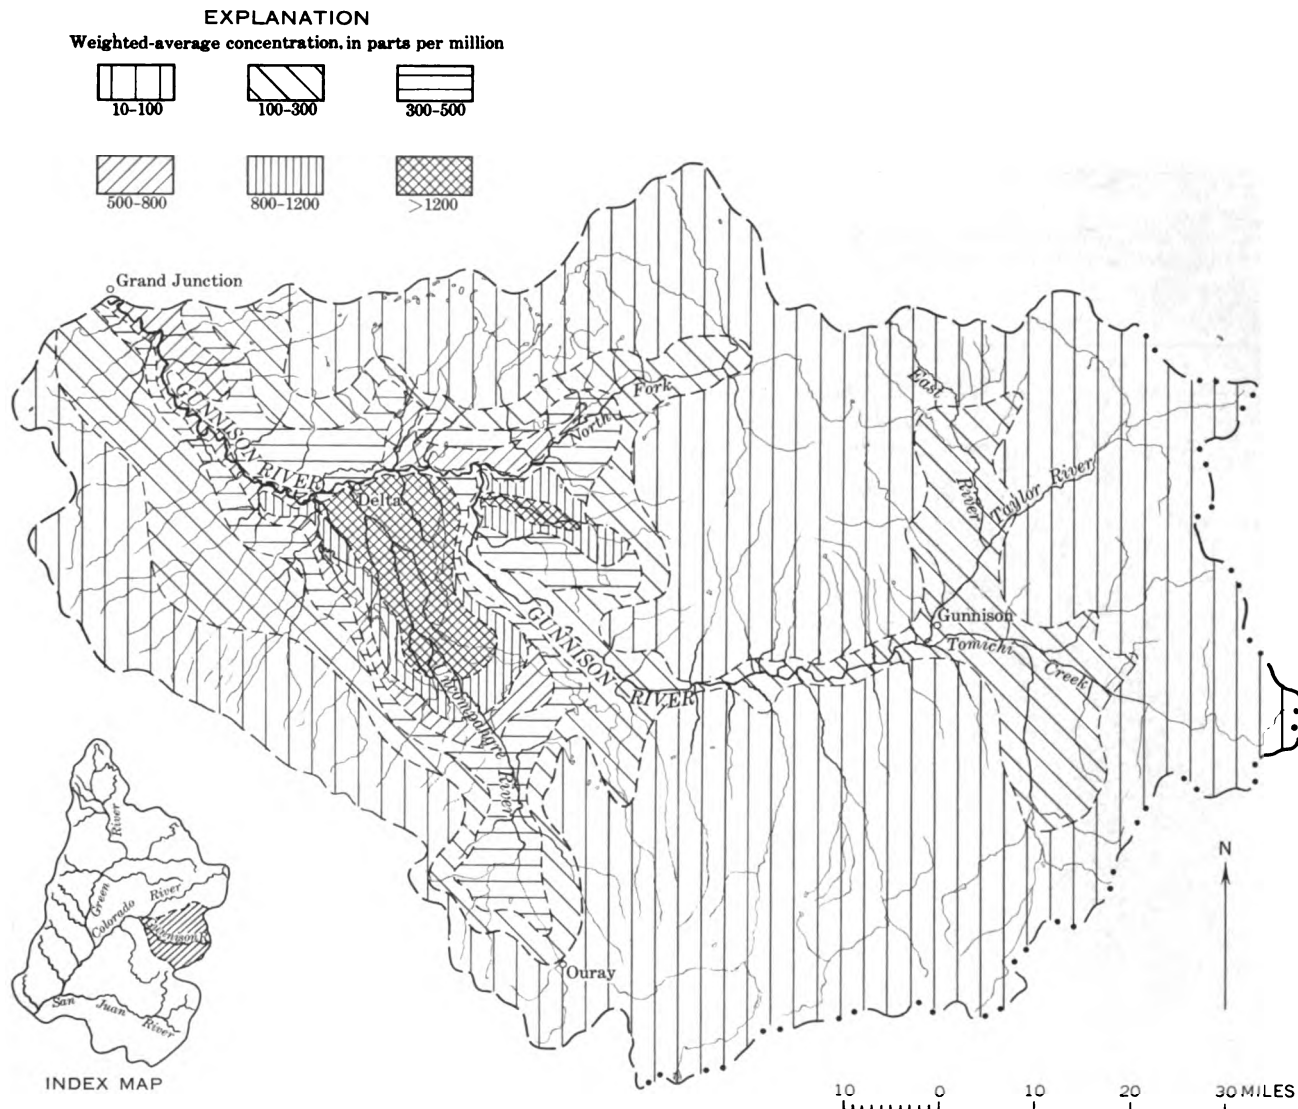 EXPLANATION
Weighted-average concentration, in parts per million
10-100
100-300
300-500
500-800
800-1200
>1200
Grand Junction
GUNNISON RIVER
Delta
North Fork
East River
Taylor River
Gunnison
Tomichi Creek
GUNNISON RIVER
Uncompahgre River
Ouray
N
Green River
Colorado River
Gunnison R
San Juan River
INDEX MAP
10 0 10 20 30 MILES